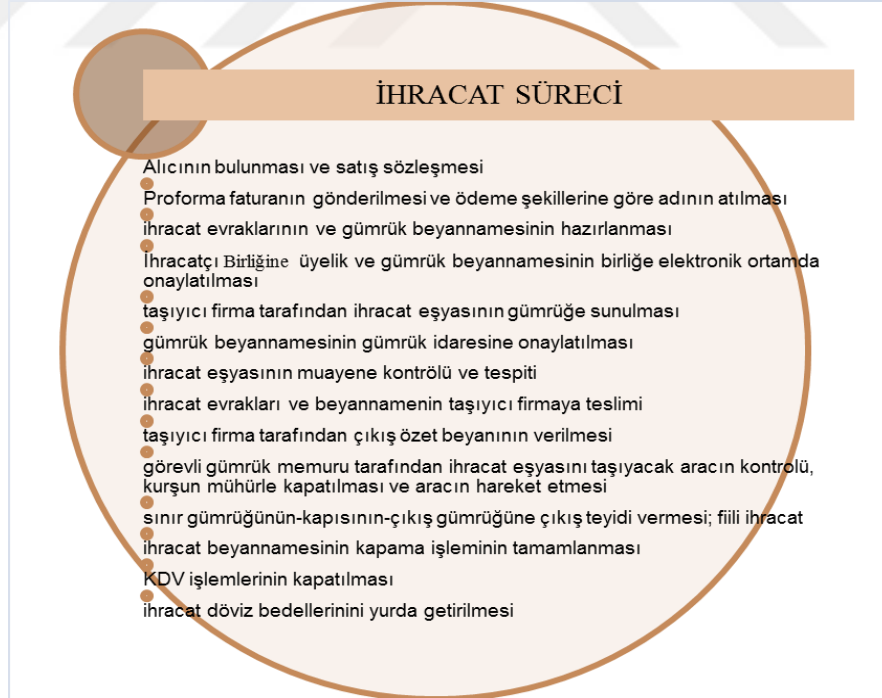 İHRACAT SÜRECİ
Alıcının bulunması ve satış sözleşmesi
Proforma faturanın gönderilmesi ve ödeme şekillerine göre adının atılması
ihracat evraklarının ve gümrük beyannamesinin hazırlanması
İhracatçı Birliğine üyelik ve gümrük beyannamesinin birliğe elektronik ortamda
onaylatılması
taşıyıcı firma tarafından ihracat eşyasının gümrüğe sunulması
gümrük beyannamesinin gümrük idaresine onaylatılması
ihracat eşyasının muayene kontrölü ve tespiti
ihracat evrakları ve beyannamenin taşıyıcı firmaya teslimi
taşıyıcı firma tarafından çıkış özet beyanının verilmesi
görevli gümrük memuru tarafından ihracat eşyasını taşıyacak aracın kontrolü,
kurşun mühürle kapatılması ve aracın hareket etmesi
sınır gümrüğünün-kapısının-çıkış gümrüğüne çıkış teyidi vermesi; fiili ihracat
ihracat beyannamesinin kapama işleminin tamamlanması
KDV işlemlerinin kapatılması
ihracat döviz bedellerinini yurda getirilmesi